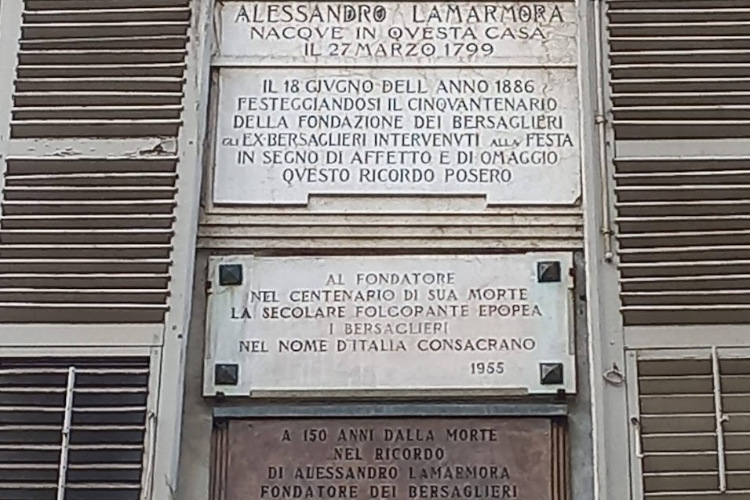 ALESSANDRO LAMARMORA
NACQVE IN QVESTA CASA
IL 27 MARZO 1799
IL 18 GIVGNO DELL ANNO 1886
FESTEGGIANDOSI IL CINQVANTENARIO
DELLA FONDAZIONE DEI BERSAGLIERI
GLI EX·BERSAGLIERI INTERVENVTI ALLA FESTA
IN SEGNO DI AFFETTO E DI OMAGGIO
QVESTO RICORDO POSERO
AL FONDATORE
NEL CENTENARIO DI SUA MORTE
LA SECOLARE FOLGORANTE EPOPEA
I BERSAGLIERI
NEL NOME D'ITALIA CONSACRANO
1955
A 150 ANNI DALLA MORTE
NEL RICORDO
DI ALESSANDRO LAMARMORA
FONDATORE DEI BERSAGLIERI